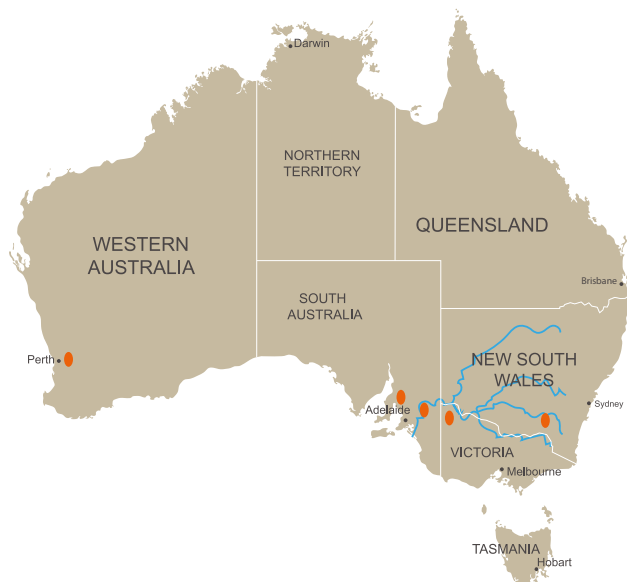 Darwin
NORTHERN
TERRITORY
QUEENSLAND
WESTERN
AUSTRALIA
Brisbane
SOUTH
AUSTRALIA
Perth
NEW SOUTH
WALES
Sydney
Adelaide
VICTORIA
Melbourne
TASMANIA
Hobart